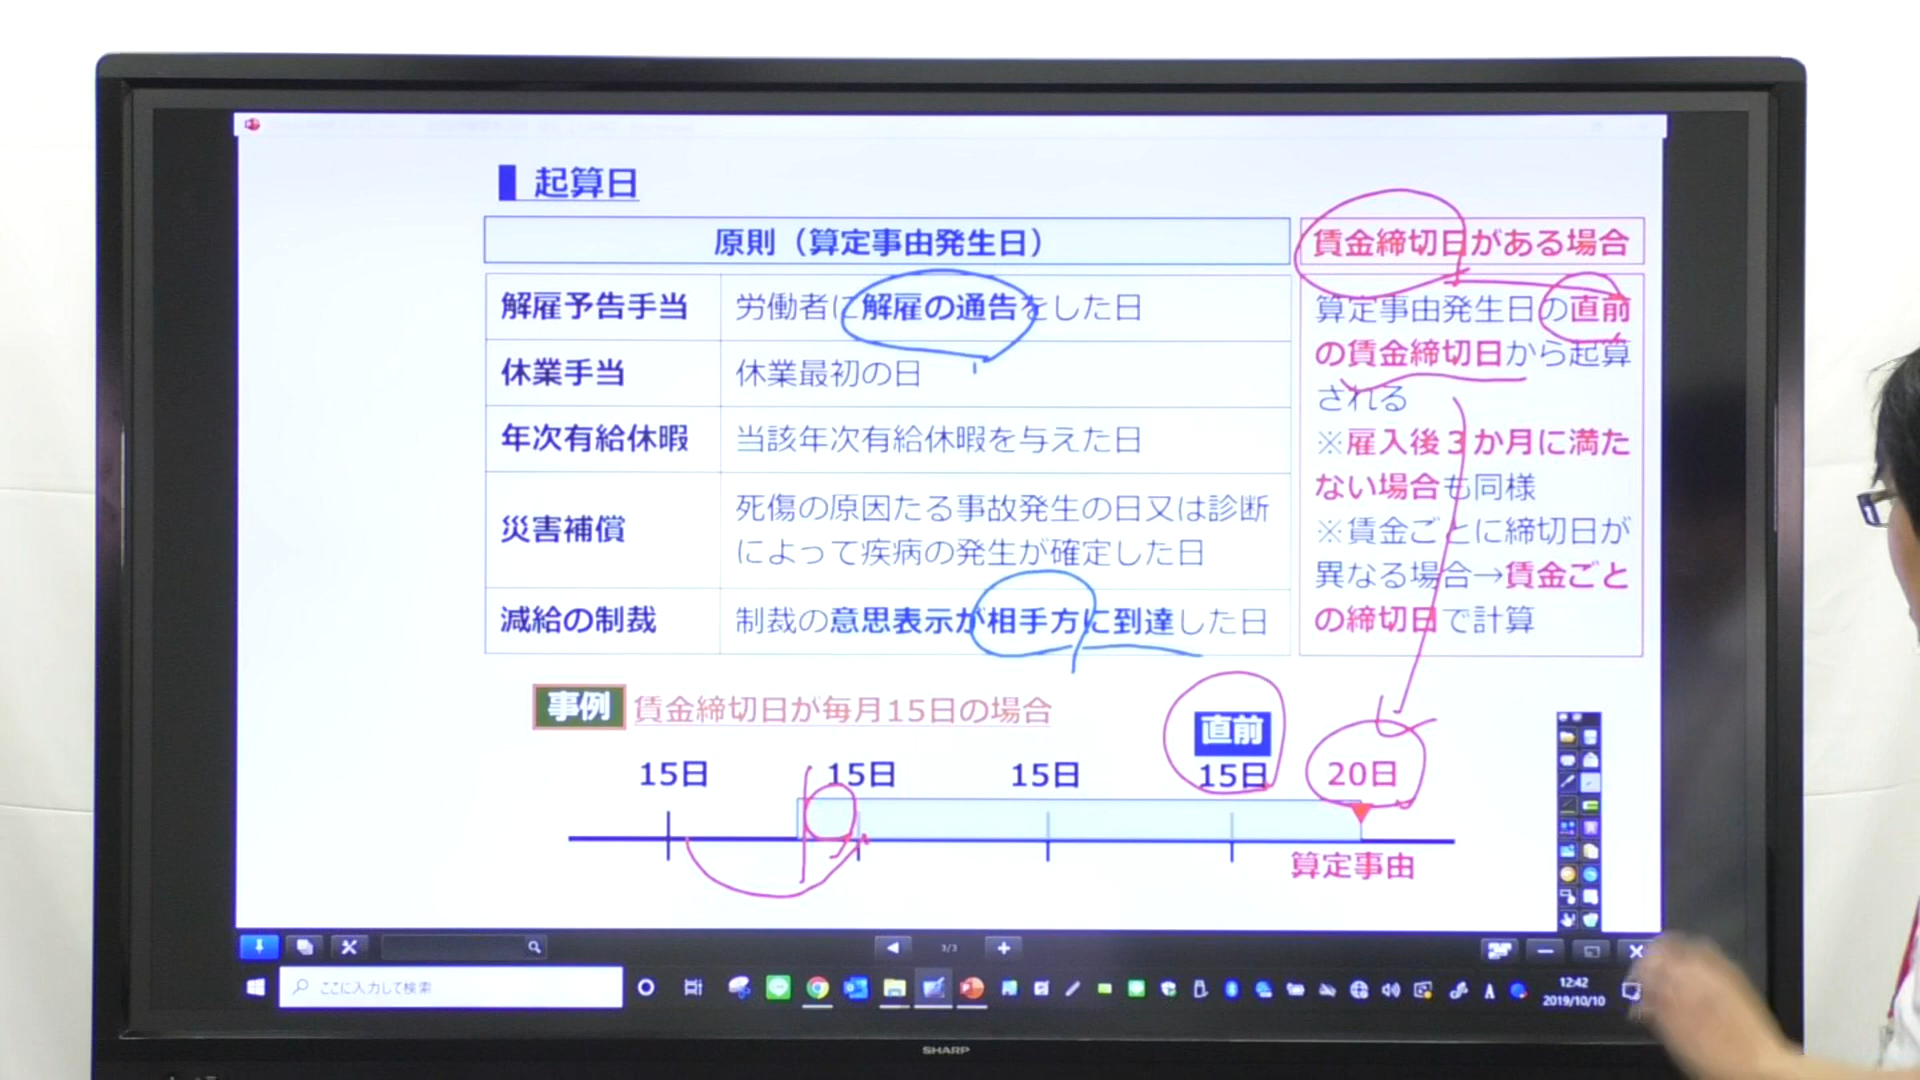 起算日
原則（算定事由発生日）
賃金締切日がある場合
解雇予告手当
労働者に解雇の通告をした日
休業手当
休業最初の日
年次有給休暇
当該年次有給休暇を与えた日
災害補償
死傷の原因たる事故発生の日又は診断
によって疾病の発生が確定した日
減給の制裁
制裁の意思表示が相手方に到達した日
算定事由発生日の直前
の賃金締切日から起算
される
※雇入後３か月に満た
ない場合も同様
※賃金ごとに締切日が
異なる場合→賃金ごと
の締切日で計算
事例 賃金締切日が毎月15日の場合
直前
15日 15日 15日 15日 20日
算定事由
3/3
ここに入力して検索
A
12:42
2019/10/10
SHARP